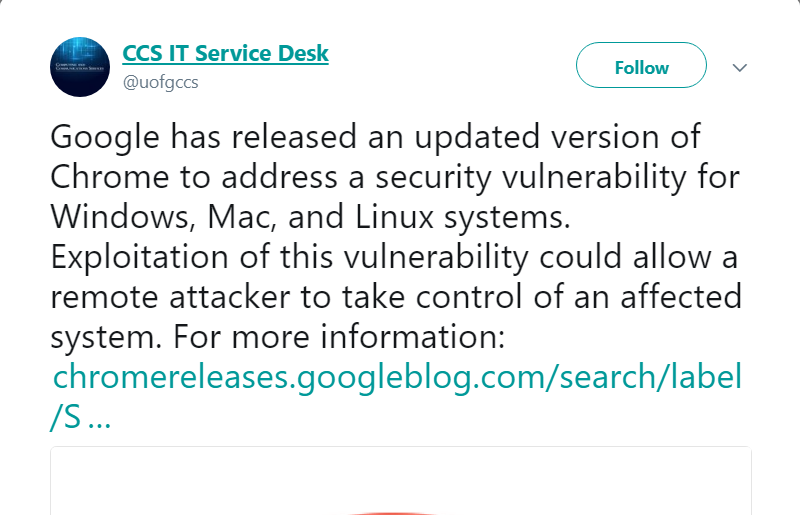 CCS IT Service Desk
@uofgccs
Follow
Google has released an updated version of
Chrome to address a security vulnerability for
Windows, Mac, and Linux systems.
Exploitation of this vulnerability could allow a
remote attacker to take control of an affected
system. For more information:
chromereleases.googleblog.com/search/label
/S…